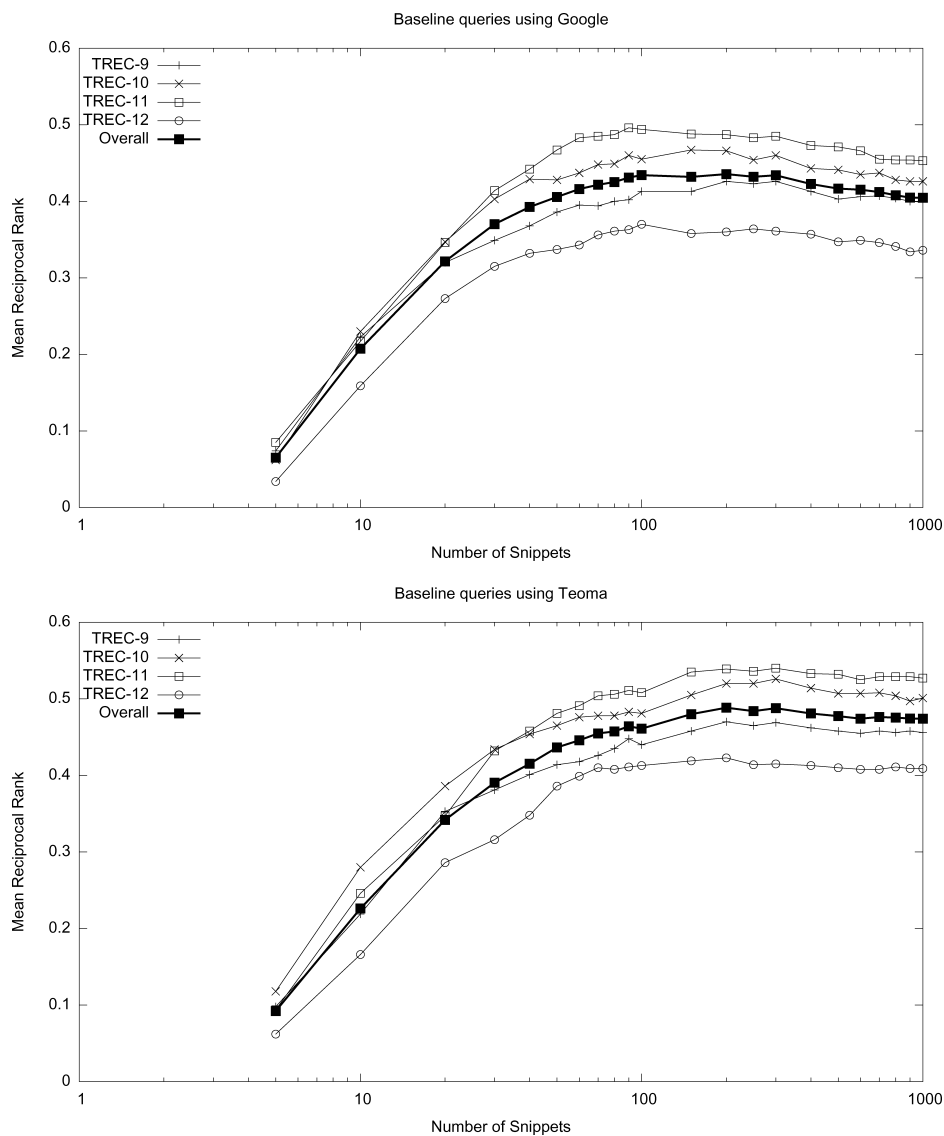 Baseline queries using Google
0.6
0.5
0.4
0.3
0.2
0.1
0
Mean Reciprocal Rank
TREC-9
TREC-10
TREC-11
TREC-12
Overall
1 10 100 1000
Number of Snippets
Baseline queries using Teoma
0.6
0.5
0.4
0.3
0.2
0.1
0
Mean Reciprocal Rank
TREC-9
TREC-10
TREC-11
TREC-12
Overall
1 10 100 1000
Number of Snippets